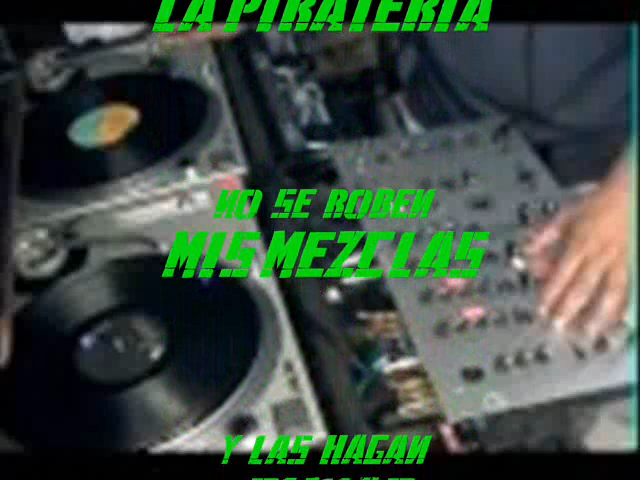 LA PIRATERIA
NO SE ROBEN
MIS MEZCLAS
Y LAS HAGAN